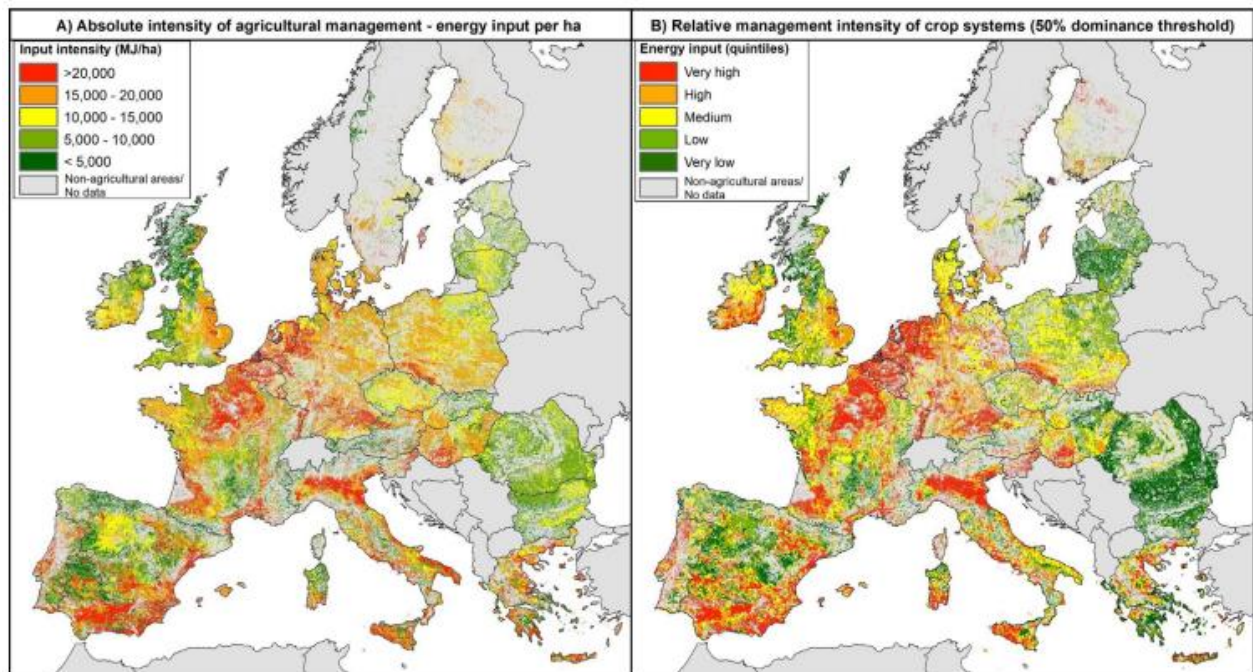 A) Absolute intensity of agricultural management - energy input per ha
Input intensity (MJ/ha)
>20,000
15,000 - 20,000
10,000 - 15,000
5,000 - 10,000
< 5,000
Non-agricultural areas/
No data
B) Relative management intensity of crop systems (50% dominance threshold)
Energy input (quintiles)
Very high
High
Medium
Low
Very low
Non-agricultural areas/
No data